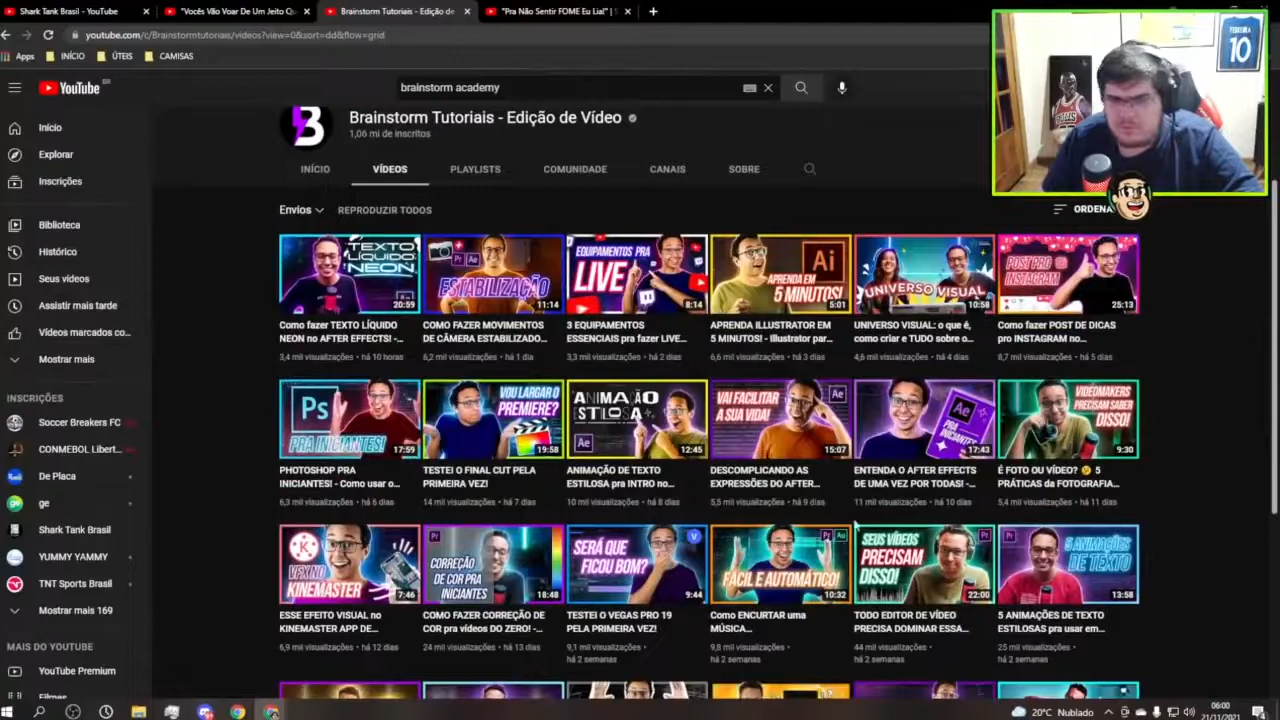 Shark Tank Brasil - YouTube
"Vocês Vão Voar De Um Jeito Qu
Brainstorm Tutoriais - Edição de
"Pra Não Sentir FOME Eu Lia!" | S
youtube.com/c/Brainstormtutoriais/videos?view=0&sort=dd&flow=grid
Apps
INÍCIO
ÚTEIS
CAMISAS
YouTube
BR
brainstorm academy
10
Início
Explorar
Inscrições
Biblioteca
Histórico
Seus vídeos
Assistir mais tarde
Vídeos marcados co...
Mostrar mais
INSCRIÇÕES
Soccer Breakers FC
CONMEBOL Libert...
De Placa
ge
Shark Tank Brasil
YUMMY YAMMY
TNT Sports Brasil
Mostrar mais 169
MAIS DO YOUTUBE
YouTube Premium
Filmes
Brainstorm Tutoriais - Edição de Vídeo
1,06 mi de inscritos
INÍCIO
VÍDEOS
PLAYLISTS
COMUNIDADE
CANAIS
SOBRE
Envios
REPRODUZIR TODOS
ORDENA
TEXTO
LÍQUIDO
NEON
20:59
Pr Ae
ESTABILIZAÇÃO
11:14
EQUIPAMENTOS PRA
LIVE
8:14
Ai
APRENDA EM
5 MINUTOS!
5:01
UNIVERSO VISUAL
10:58
POST PRO
INSTAGRAM
25:13
Como fazer TEXTO LÍQUIDO
NEON no AFTER EFFECTS! -...
3,4 mil visualizações • há 10 horas
COMO FAZER MOVIMENTOS
DE CÂMERA ESTABILIZADO...
6,2 mil visualizações • há 1 dia
3 EQUIPAMENTOS
ESSENCIAIS pra fazer LIVE...
3,3 mil visualizações • há 2 dias
APRENDA ILLUSTRATOR EM
5 MINUTOS! - Illustrator par...
6,6 mil visualizações • há 3 dias
UNIVERSO VISUAL: o que é,
como criar e TUDO sobre o...
4,6 mil visualizações • há 4 dias
Como fazer POST DE DICAS
pro INSTAGRAM no...
8,7 mil visualizações • há 5 dias
Ps
PRA INICIANTES!
17:59
VOU LARGAR O
PREMIERE?
19:58
ANIMAÇÃO
ESTILOSA
Ae
12:45
VAI FACILITAR
A SUA VIDA!
Ae
15:07
Ae
PRA
INICIANTES
17:43
VIDEOMAKERS
PRECISAM SABER
DISSO!
9:30
PHOTOSHOP PRA
INICIANTES! - Como usar o...
6,3 mil visualizações • há 5 dias
TESTEI O FINAL CUT PELA
PRIMEIRA VEZ!
14 mil visualizações • há 7 dias
ANIMAÇÃO DE TEXTO
ESTILOSA pra INTRO no...
10 mil visualizações • há 8 dias
DESCOMPLICANDO AS
EXPRESSÕES DO AFTER...
5,5 mil visualizações • há 9 dias
ENTENDA O AFTER EFFECTS
DE UMA VEZ POR TODAS! -...
11 mil visualizações • há 10 dias
É FOTO OU VÍDEO? 🤔 5
PRÁTICAS da FOTOGRAFIA...
5,4 mil visualizações • há 11 dias
K
VFX NO
KINEMASTER
7:46
Pr
CORREÇÃO
DE COR PRA
INICIANTES
18:48
SERÁ QUE
FICOU BOM?
V
9:44
Pr Au
FÁCIL E AUTOMÁTICO!
10:32
SEUS VÍDEOS
PRECISAM
DISSO!
Pr
22:00
Pr
5 ANIMAÇÕES
DE TEXTO
13:58
ESSE EFEITO VISUAL no
KINEMASTER APP DE...
6,9 mil visualizações • há 12 dias
COMO FAZER CORREÇÃO DE
COR pra vídeos DO ZERO! -...
24 mil visualizações • há 13 dias
TESTEI O VEGAS PRO 19
PELA PRIMEIRA VEZ!
9,1 mil visualizações •
há 2 semanas
Como ENCURTAR uma
MÚSICA...
9,8 mil visualizações •
há 2 semanas
TODO EDITOR DE VÍDEO
PRECISA DOMINAR ESSA...
44 mil visualizações •
há 2 semanas
5 ANIMAÇÕES DE TEXTO
ESTILOSAS pra usar em...
25 mil visualizações •
há 2 semanas
20°C Nublado
06:00
21/11/2021